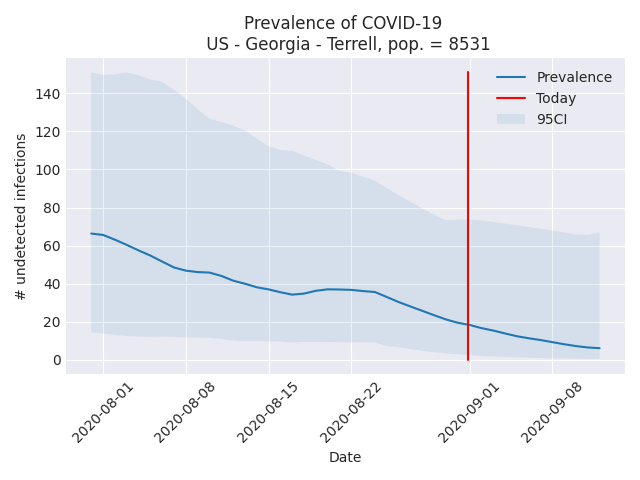 Prevalence of COVID-19
US - Georgia - Terrell, pop. = 8531
Prevalence
Today
95CI
# undetected infections
140
120
100
80
60
40
20
0
2020-08-01
2020-08-08
2020-08-15
2020-08-22
2020-09-01
2020-09-08
Date